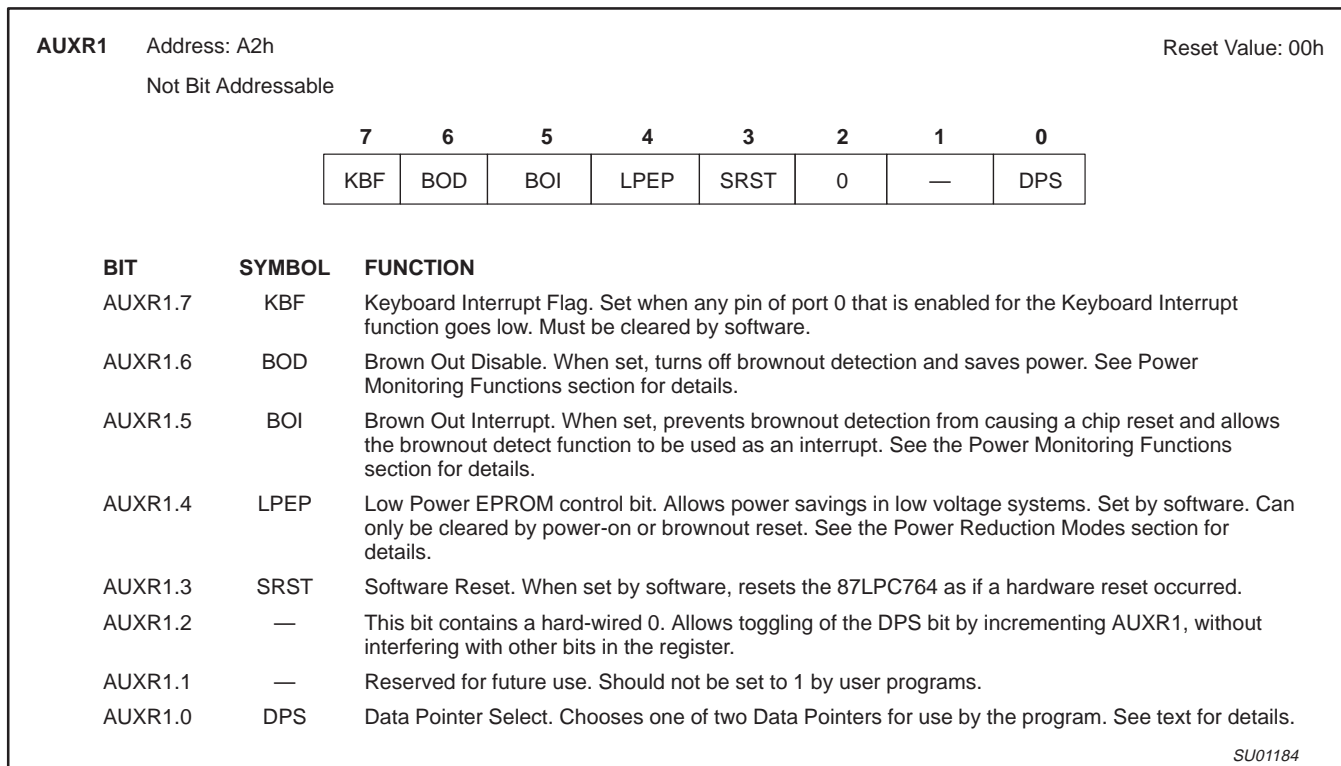 AUXR1 Address: A2h Reset Value: 00h
Not Bit Addressable
7 6 5 4 3 2 1 0
KBF BOD BOI LPEP SRST 0 — DPS
BIT SYMBOL FUNCTION
AUXR1.7 KBF Keyboard Interrupt Flag. Set when any pin of port 0 that is enabled for the Keyboard Interrupt
function goes low. Must be cleared by software.
AUXR1.6 BOD Brown Out Disable. When set, turns off brownout detection and saves power. See Power
Monitoring Functions section for details.
AUXR1.5 BOI Brown Out Interrupt. When set, prevents brownout detection from causing a chip reset and allows
the brownout detect function to be used as an interrupt. See the Power Monitoring Functions
section for details.
AUXR1.4 LPEP Low Power EPROM control bit. Allows power savings in low voltage systems. Set by software. Can
only be cleared by power-on or brownout reset. See the Power Reduction Modes section for
details.
AUXR1.3 SRST Software Reset. When set by software, resets the 87LPC764 as if a hardware reset occurred.
AUXR1.2 — This bit contains a hard-wired 0. Allows toggling of the DPS bit by incrementing AUXR1, without
interfering with other bits in the register.
AUXR1.1 — Reserved for future use. Should not be set to 1 by user programs.
AUXR1.0 DPS Data Pointer Select. Chooses one of two Data Pointers for use by the program. See text for details.
SU01184